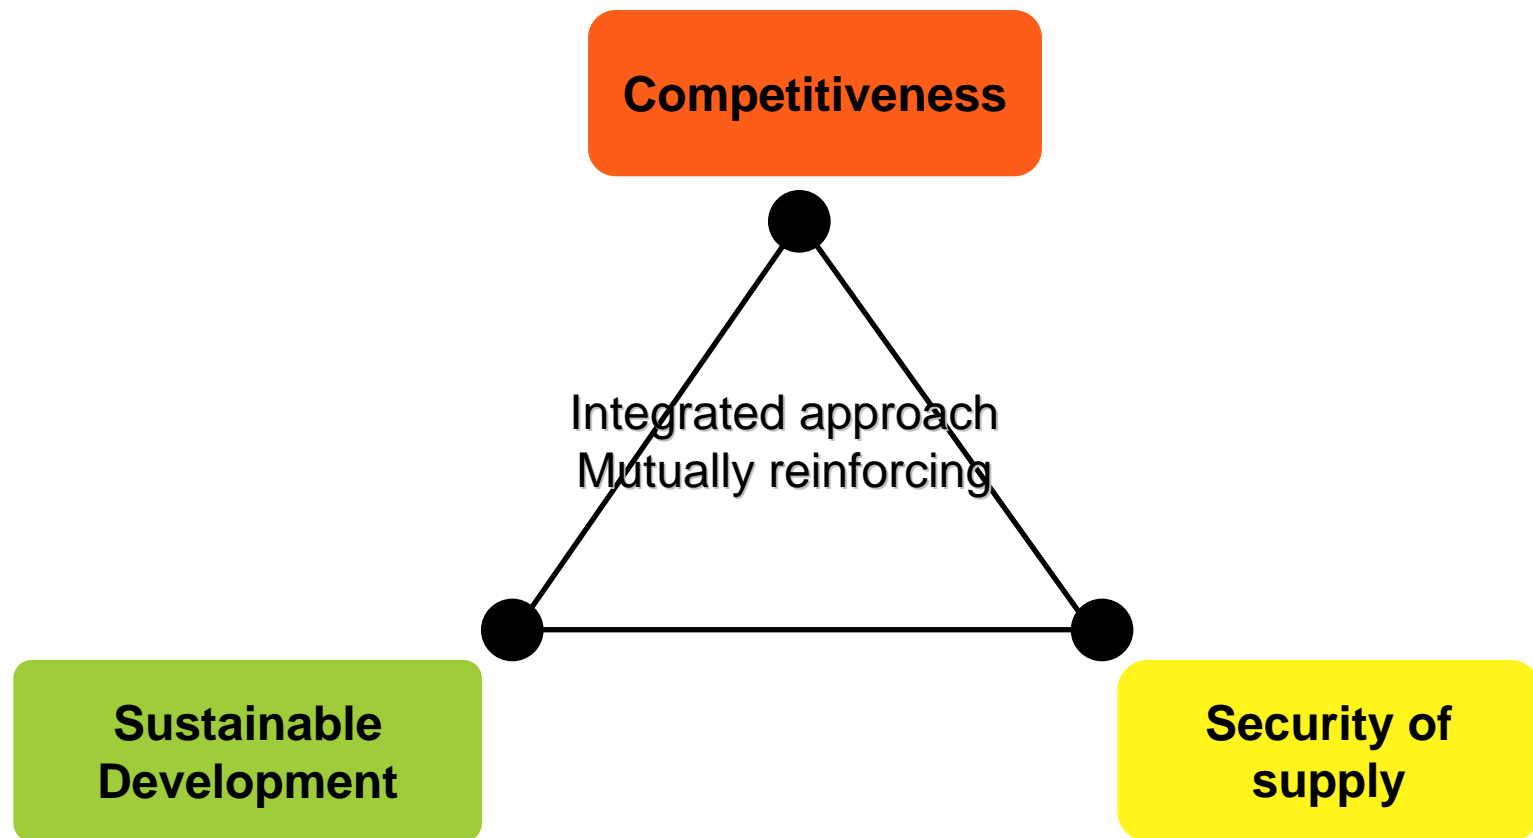 Competitiveness
Integrated approach
Mutually reinforcing
Sustainable
Development
Security of
supply